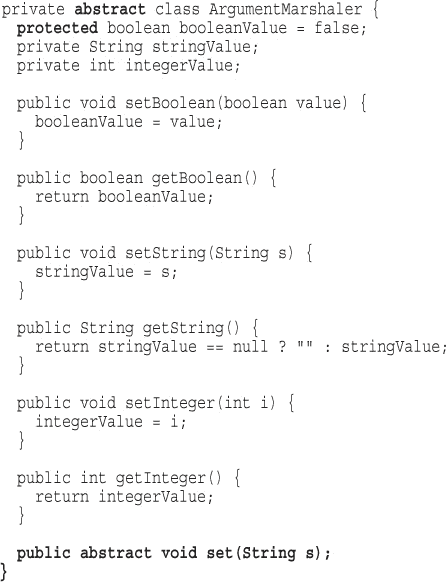 private abstract class ArgumentMarshaler {
protected boolean booleanValue = false;
private String stringValue;
private int integerValue;
public void setBoolean(boolean value) {
booleanValue = value;
}
public boolean getBoolean() {
return booleanValue;
}
public void setString(String s) {
stringValue = s;
}
public String getString() {
return stringValue == null ? "" : stringValue;
}
public void setInteger(int i) {
integerValue = i;
}
public int getInteger() {
return integerValue;
}
public abstract void set(String s);
}